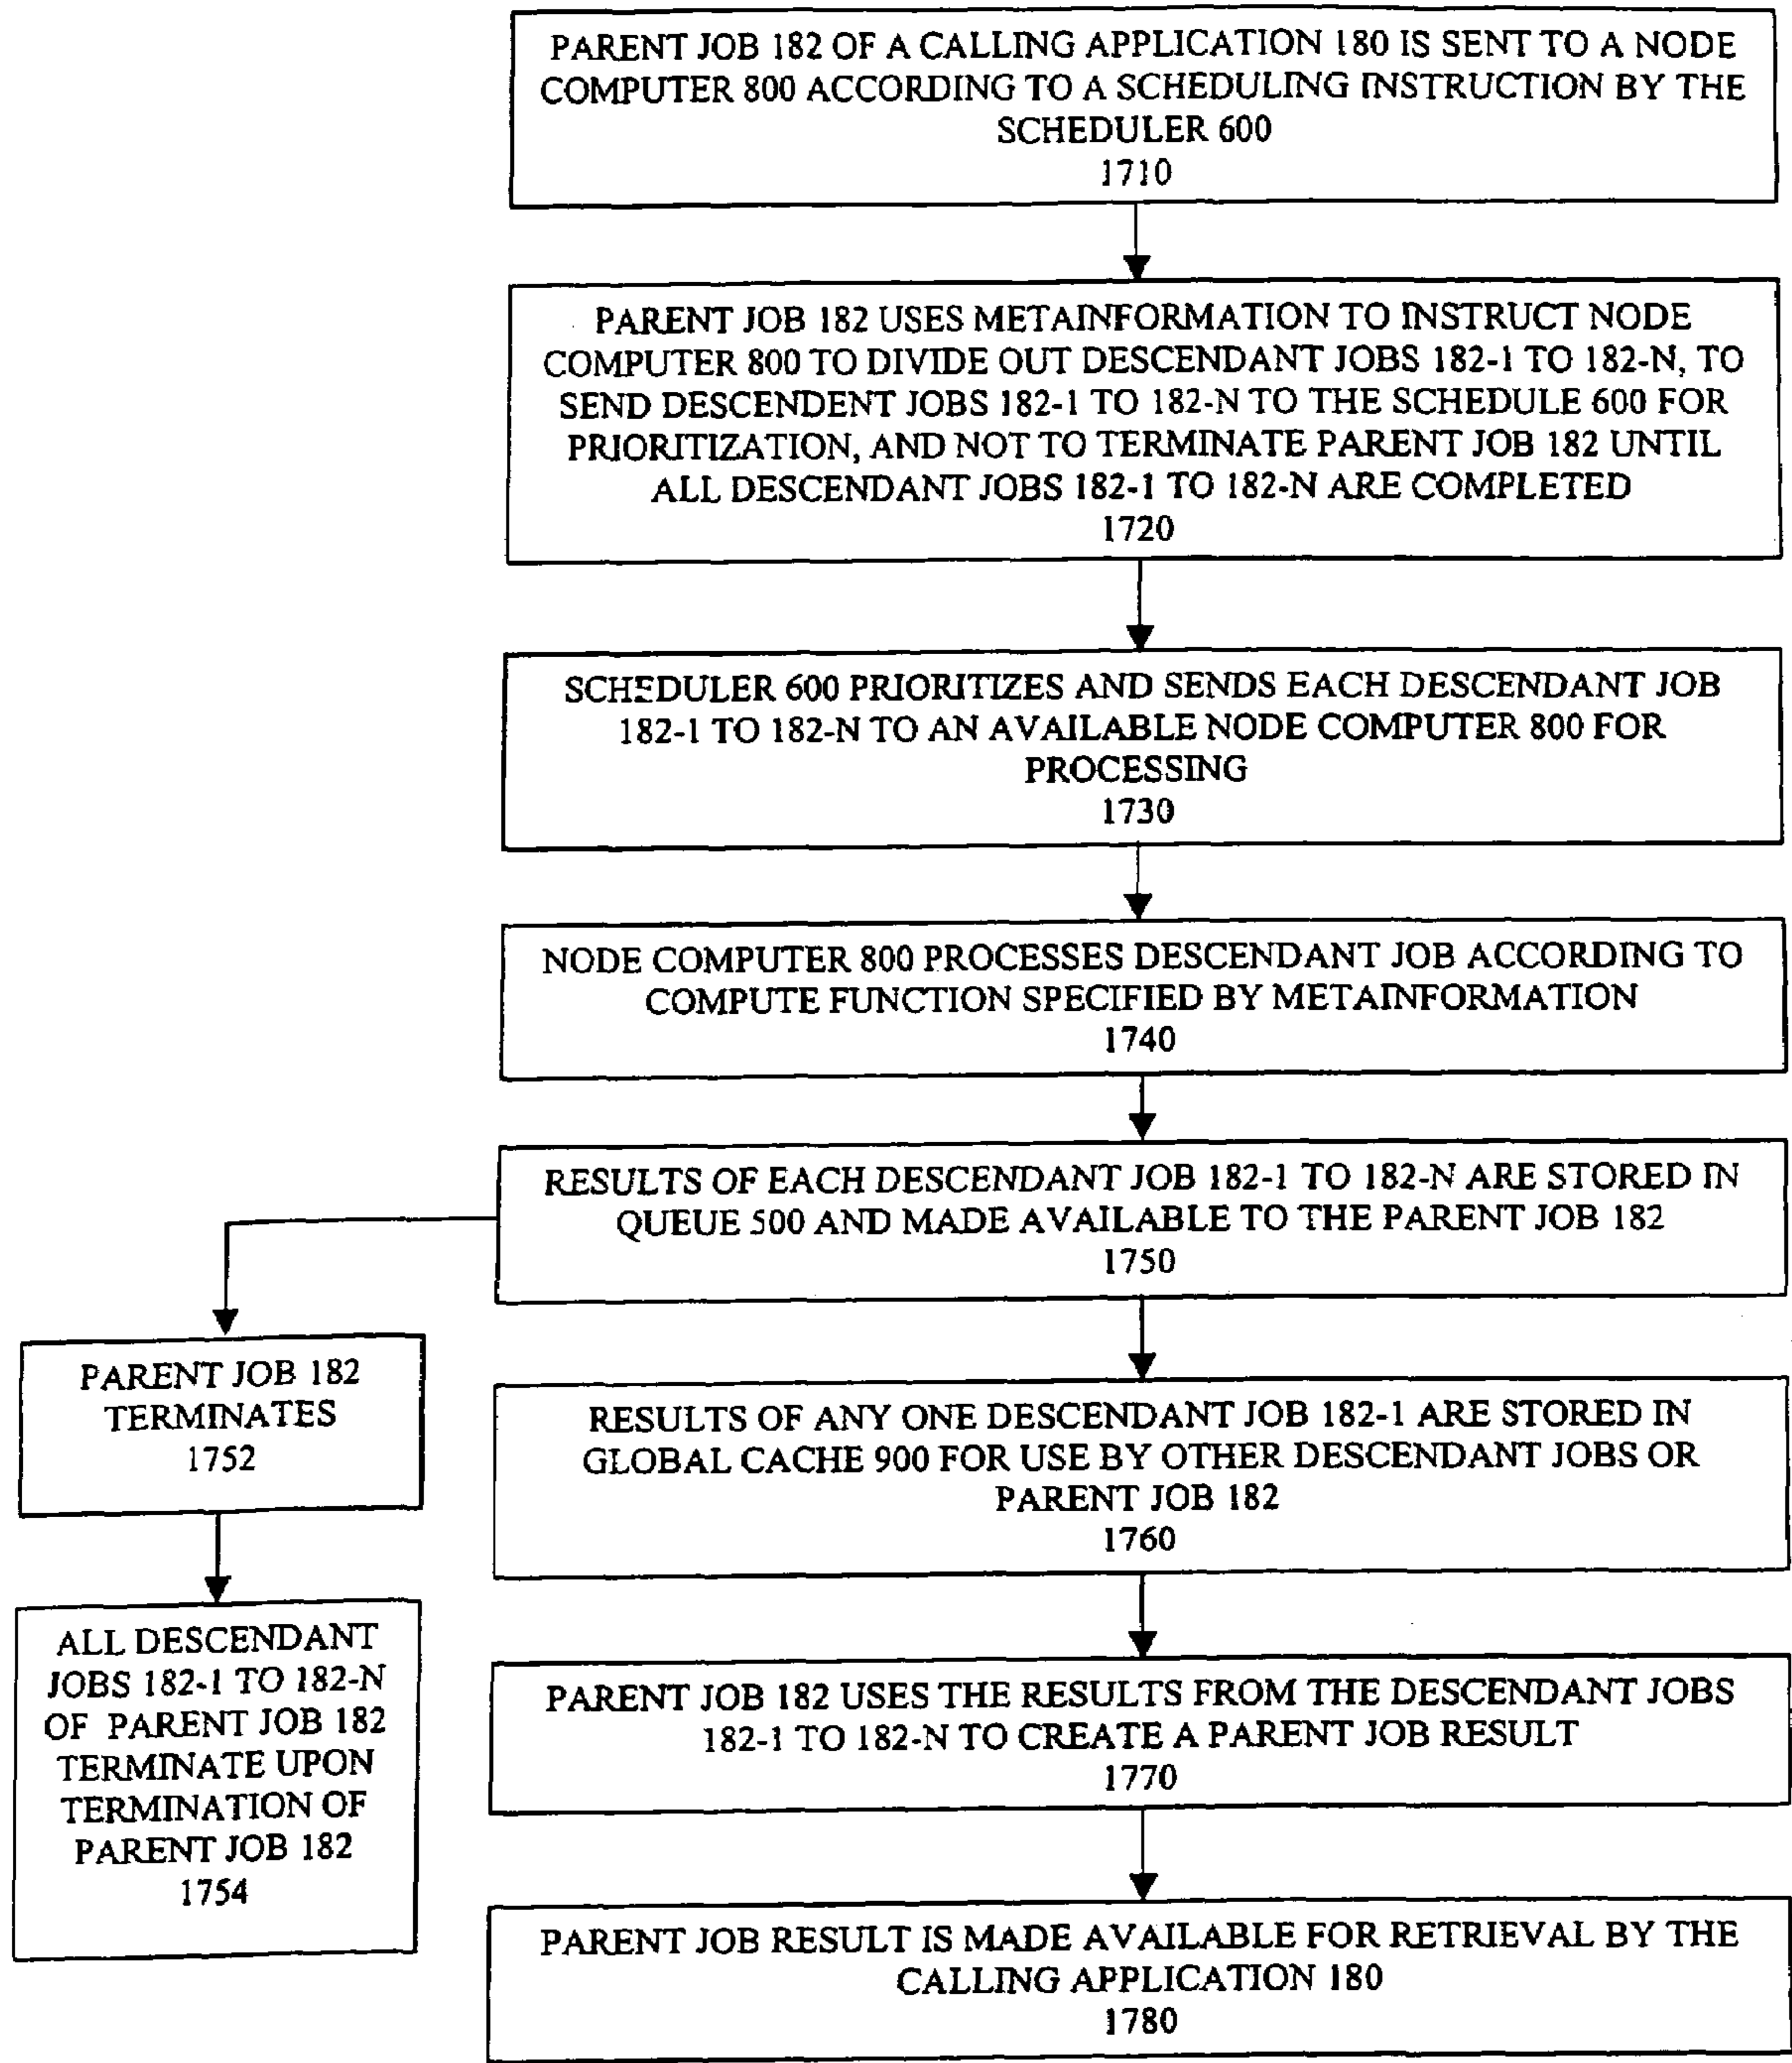 PARENT JOB 182 OF A CALLING APPLICATION 180 IS SENT TO A NODE
COMPUTER 800 ACCORDING TO A SCHEDULING INSTRUCTION BY THE
SCHEDULER 600
1710
PARENT JOB 182 USES METAINFORMATION TO INSTRUCT NODE
COMPUTER 800 TO DIVIDE OUT DESCENDANT JOBS 182-1 TO 182-N, TO
SEND DESCENDENT JOBS 182-1 TO 182-N TO THE SCHEDULE 600 FOR
PRIORITIZATION, AND NOT TO TERMINATE PARENT JOB 182 UNTIL
ALL DESCENDANT JOBS 182-1 TO 182-N ARE COMPLETED
1720
SCHEDULER 600 PRIORITIZES AND SENDS EACH DESCENDANT JOB
182-1 TO 182-N TO AN AVAILABLE NODE COMPUTER 800 FOR
PROCESSING
1730
NODE COMPUTER 800 PROCESSES DESCENDANT JOB ACCORDING TO
COMPUTE FUNCTION SPECIFIED BY METAINFORMATION
1740
RESULTS OF EACH DESCENDANT JOB 182-1 TO 182-N ARE STORED IN
QUEUE 500 AND MADE AVAILABLE TO THE PARENT JOB 182
1750
PARENT JOB 182
TERMINATES
1752
ALL DESCENDANT
JOBS 182-1 TO 182-N
OF PARENT JOB 182
TERMINATE UPON
TERMINATION OF
PARENT JOB 182
1754
RESULTS OF ANY ONE DESCENDANT JOB 182-1 ARE STORED IN
GLOBAL CACHE 900 FOR USE BY OTHER DESCENDANT JOBS OR
PARENT JOB 182
1760
PARENT JOB 182 USES THE RESULTS FROM THE DESCENDANT JOBS
182-1 TO 182-N TO CREATE A PARENT JOB RESULT
1770
PARENT JOB RESULT IS MADE AVAILABLE FOR RETRIEVAL BY THE
CALLING APPLICATION 180
1780